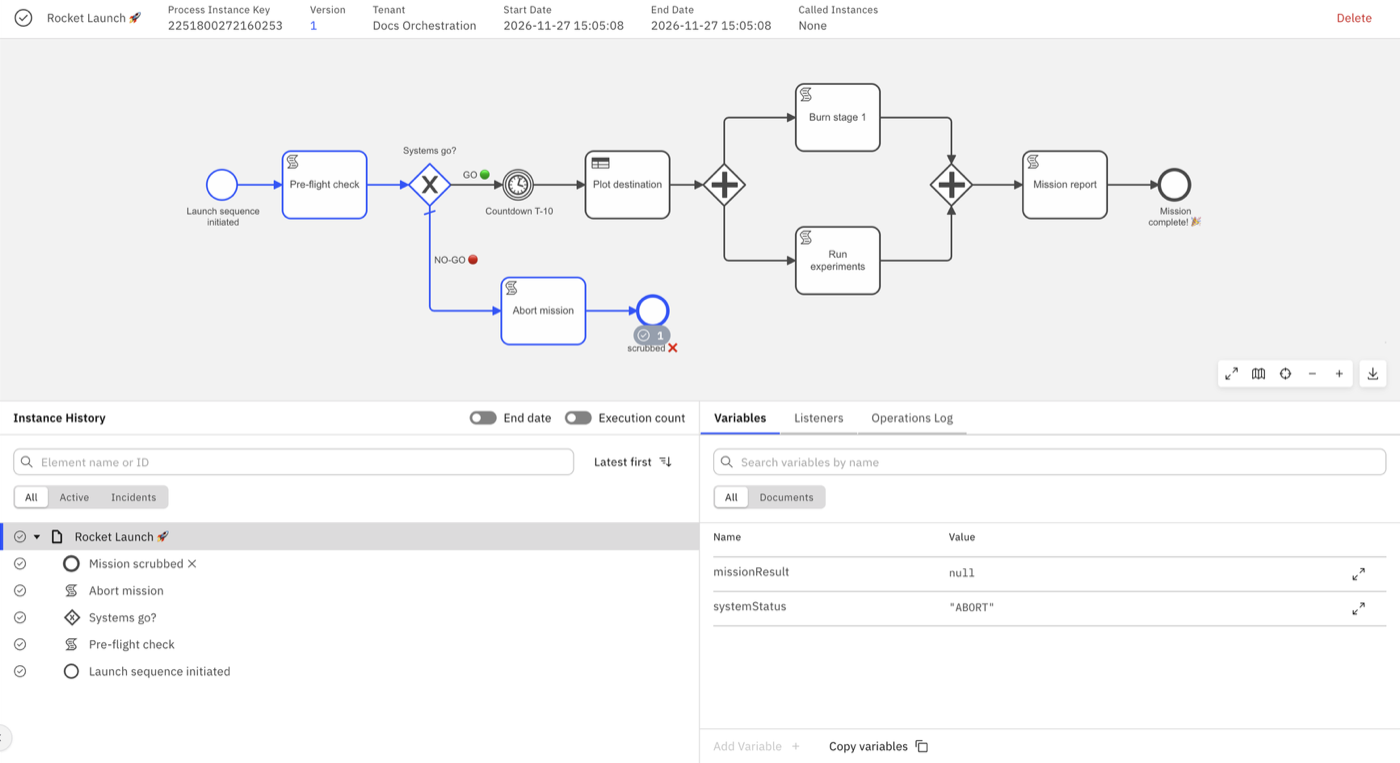 Rocket Launch 🚀
Process Instance Key
2251800272160253
Version
1
Tenant
Docs Orchestration
Start Date
2026-11-27 15:05:08
End Date
2026-11-27 15:05:08
Called Instances
None
Delete
Burn stage 1
Systems go?
GO
Pre-flight check
Plot destination
Mission report
Launch sequence
initiated
Countdown T-10
Mission
complete! 🎉
NO-GO
Run
experiments
Abort mission
1
scrubbed ❌
Instance History
End date
Execution count
Element name or ID
Latest first
All
Active
Incidents
Rocket Launch 🚀
Mission scrubbed ✕
Abort mission
Systems go?
Pre-flight check
Launch sequence initiated
Variables
Listeners
Operations Log
Search variables by name
All
Documents
Name
Value
missionResult
null
systemStatus
"ABORT"
Add Variable +
Copy variables